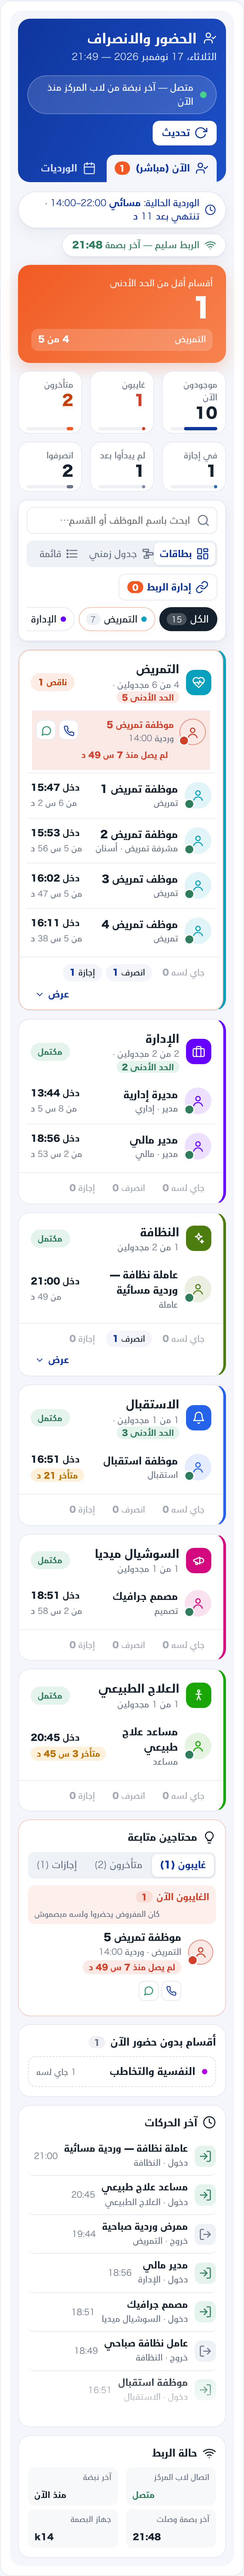 الحضور والانصراف
الثلاثاء، 17 نوفمبر 2026 — 21:49
متصل — آخر نبضة من لاب المركز منذ
الآن
تحديث
الآن (مباشر) 1
الورديات
الوردية الحالية: مسائي 22:00–14:00 ·
تنتهي بعد 11 د
الربط سليم — آخر بصمة 21:48
أقسام أقل من الحد الأدنى
1
التمريض
4 من 5
موجودون
الآن
10
غايبون
1
متأخرون
2
في إجازة
1
لم يبدأوا بعد
1
انصرفوا
2
ابحث باسم الموظف أو القسم…
بطاقات
جدول زمني
قائمة
إدارة الربط 0
الكل 15
التمريض 7
الإدارة
التمريض
4 من 6 مجدولين ·
الحد الأدنى 5
ناقص 1
موظفة تمريض 5
وردية 14:00
لم يصل منذ 7 س 49 د
موظفة تمريض 1
تمريض
دخل 15:47
من 6 س 2 د
موظفة تمريض 2
مشرفة تمريض · أسنان
دخل 15:53
من 5 س 56 د
موظف تمريض 3
تمريض
دخل 16:02
من 5 س 47 د
موظف تمريض 4
تمريض
دخل 16:11
من 5 س 38 د
جاي لسه 0
انصرف 1
إجازة 1
عرض
الإدارة
2 من 2 مجدولين ·
الحد الأدنى 2
مكتمل
مديرة إدارية
مدير · إداري
دخل 13:44
من 8 س 5 د
مدير مالي
مدير · مالي
دخل 18:56
من 2 س 53 د
جاي لسه 0
انصرف 0
إجازة 0
النظافة
1 من 2 مجدولين
مكتمل
عاملة نظافة —
وردية مسائية
عاملة
دخل 21:00
من 49 د
جاي لسه 0
انصرف 1
إجازة 0
عرض
الاستقبال
1 من 1 مجدولين ·
الحد الأدنى 3
مكتمل
موظفة استقبال
استقبال
دخل 16:51
متأخر 21 د
جاي لسه 0
انصرف 0
إجازة 0
السوشيال ميديا
1 من 1 مجدولين
مكتمل
مصمم جرافيك
تصميم
دخل 18:51
من 2 س 58 د
جاي لسه 0
انصرف 0
إجازة 0
العلاج الطبيعي
1 من 1 مجدولين
مكتمل
مساعد علاج
طبيعي
مساعد
دخل 20:45
متأخر 3 س 45 د
جاي لسه 0
انصرف 0
إجازة 0
محتاجين متابعة
غايبون (1)
متأخرون (2)
إجازات (1)
الغايبون الآن 1
كان المفروض يحضروا ولسه مبصموش
موظفة تمريض 5
التمريض · وردية 14:00
لم يصل منذ 7 س 49 د
أقسام بدون حضور الآن 1
النفسية والتخاطب
1 جاي لسه
آخر الحركات
عاملة نظافة — وردية مسائية
دخول · النظافة
21:00
مساعد علاج طبيعي
دخول · العلاج الطبيعي
20:45
ممرض وردية صباحية
خروج · التمريض
19:44
مدير مالي
دخول · الإدارة
18:56
مصمم جرافيك
دخول · السوشيال ميديا
18:51
عامل نظافة صباحي
خروج · النظافة
18:49
موظفة استقبال
دخول · الاستقبال
16:51
حالة الربط
اتصال لاب المركز
متصل
آخر نبضة
منذ الآن
آخر بصمة وصلت
21:48
جهاز البصمة
k14